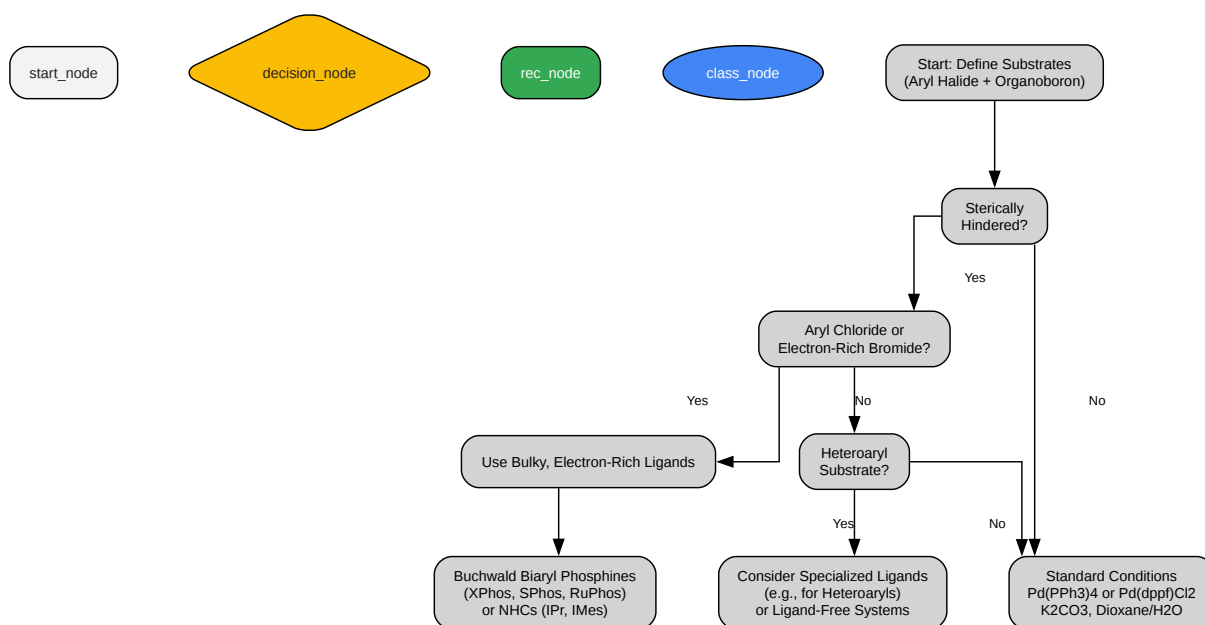 start_node
decision_node
rec_node
class_node
Start: Define Substrates
(Aryl Halide + Organoboron)
Sterically
Hindered?
Yes
Aryl Chloride or
Electron-Rich Bromide?
Yes
No
No
Use Bulky, Electron-Rich Ligands
Heteroaryl
Substrate?
Yes
No
Buchwald Biaryl Phosphines
(XPhos, SPhos, RuPhos)
or NHCs (IPr, IMes)
Consider Specialized Ligands
(e.g., for Heteroaryls)
or Ligand-Free Systems
Standard Conditions
Pd(PPh3)4 or Pd(dppf)Cl2
K2CO3, Dioxane/H2O